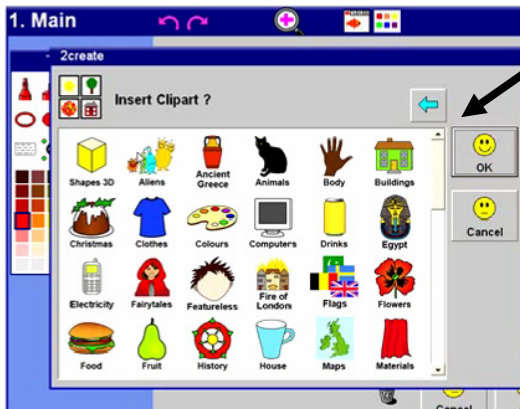 1. Main
2create
Insert Clipart ?
Shapes 3D
Aliens
Ancient
Greece
Animals
Body
Buildings
OK
Christmas
Clothes
Colours
Computers
Drinks
Egypt
Cancel
Electricity
Fairytales
Featureless
Fire of
London
Flags
Flowers
Food
Fruit
History
House
Maps
Materials
Cancel